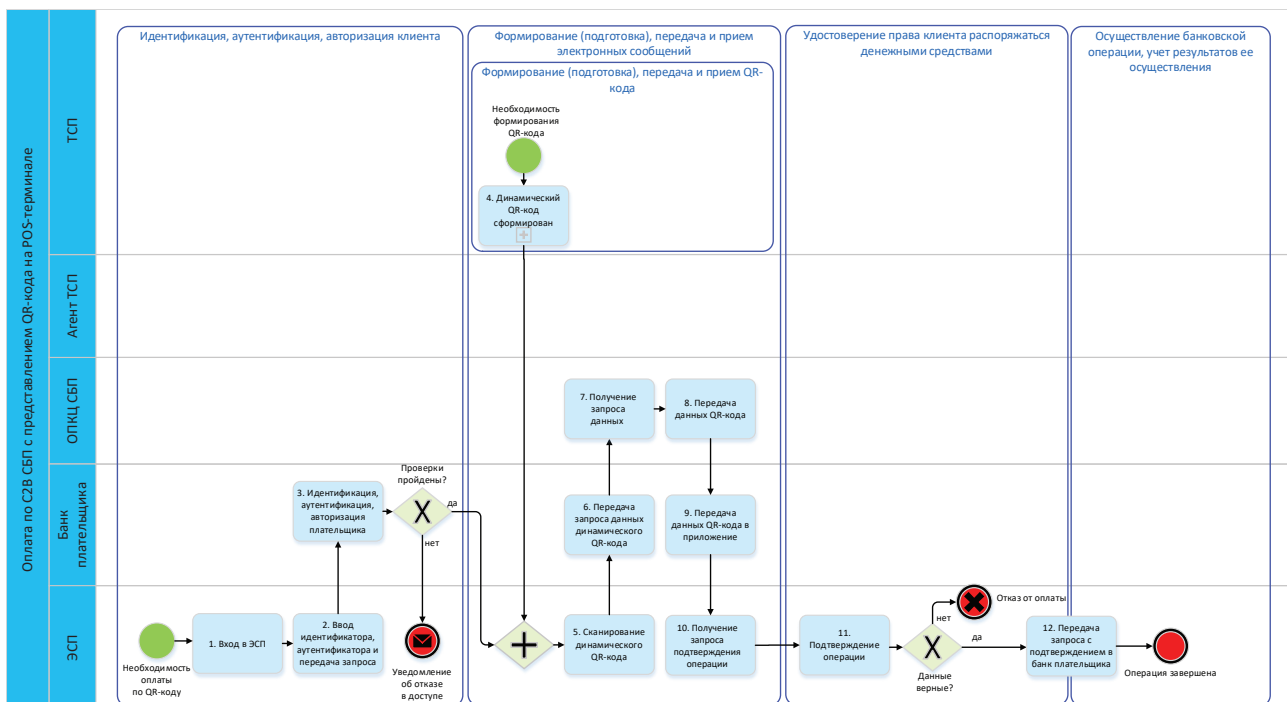 Оплата по C2B СБП с представлением QR-кода на POS-терминале
ТСП
Агент ТСП
ОПКЦ СБП
Банк
плательщика
ЭСП
Идентификация, аутентификация, авторизация клиента
Формирование (подготовка), передача и прием
электронных сообщений
Формирование (подготовка), передача и прием QR-
кода
Удостоверение права клиента распоряжаться
денежными средствами
Осуществление банковской
операции, учет результатов ее
осуществления
Необходимость
формирования
QR-кода
4. Динамический
QR-код
сформирован
7. Получение
запроса
данных
8. Передача
данных QR-кода
3. Идентификация,
аутентификация,
авторизация
плательщика
Проверки
пройдены?
да
нет
6. Передача
запроса данных
динамического
QR-кода
9. Передача
данных QR-кода в
приложение
Необходимость
оплаты
по QR-коду
1. Вход в ЭСП
2. Ввод
идентификатора,
аутентификатора и
передача запроса
Уведомление
об отказе
в доступе
5. Сканирование
динамического
QR-кода
10. Получение
запроса
подтверждения
операции
11.
Подтверждение
операции
Данные
верные?
нет
Отказ от оплаты
да
12. Передача
запроса с
подтверждением в
банк плательщика
Операция завершена